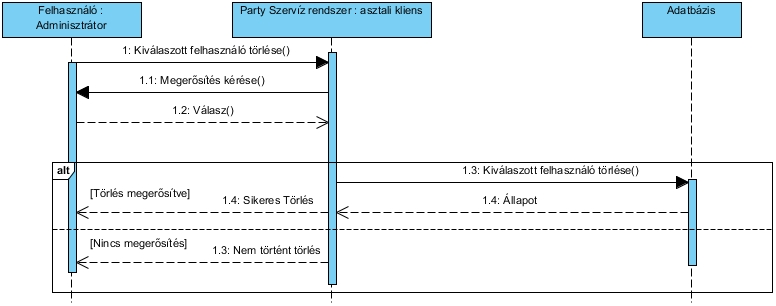 Felhasználó :
Adminisztrátor
Party Szervíz rendszer : asztali kliens
Adatbázis
1: Kiválaszott felhasználó törlése()
1.1: Megerősítés kérése()
1.2: Válasz()
alt
1.3: Kiválaszott felhasználó törlése()
[Törlés megerősítve]
1.4: Sikeres Törlés
1.4: Állapot
[Nincs megerősítés]
1.3: Nem történt törlés